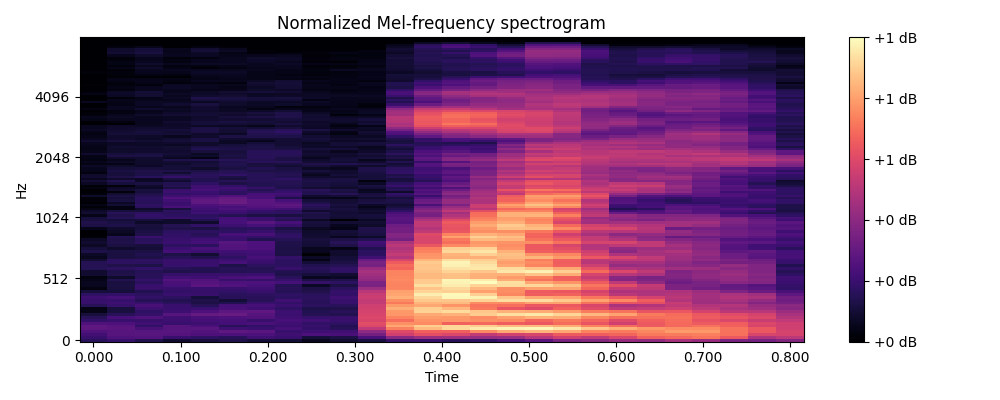 Normalized Mel-frequency spectrogram
Hz
4096
2048
1024
512
0
0.000 0.100 0.200 0.300 0.400 0.500 0.600 0.700 0.800
Time
+1 dB
+1 dB
+1 dB
+0 dB
+0 dB
+0 dB